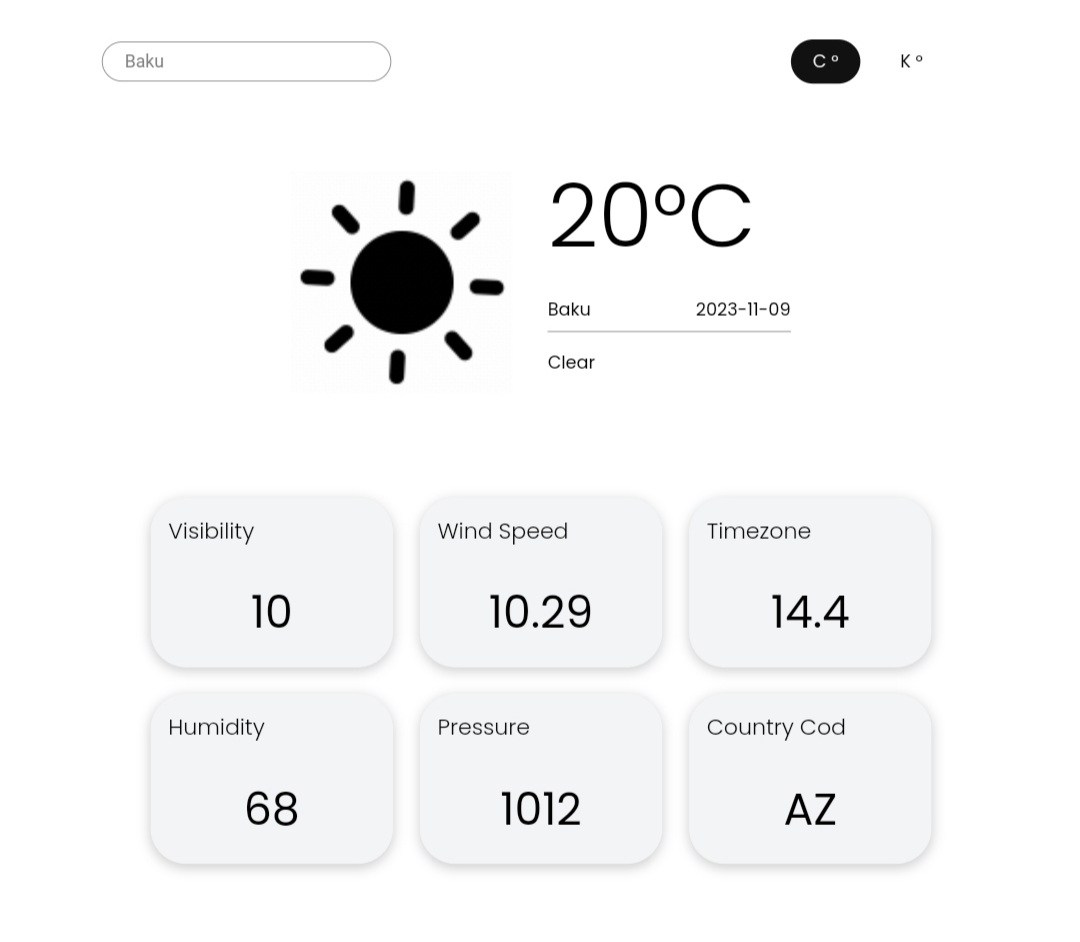 Baku C º K º
20ºC
Baku 2023-11-09
Clear
Visibility Wind Speed Timezone
10 10.29 14.4
Humidity Pressure Country Cod
68 1012 AZ